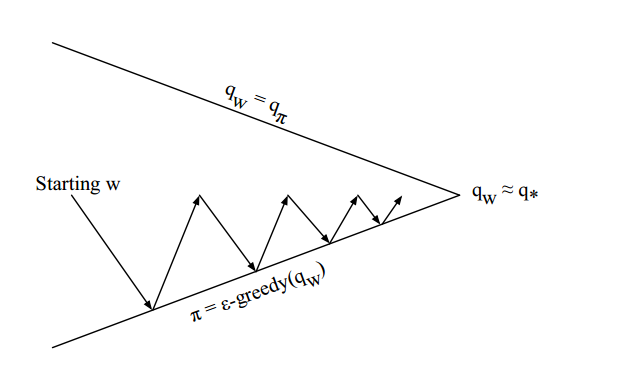 q_w = q_π
Starting w
q_w ≈ q_*
π = ε-greedy(q_w)